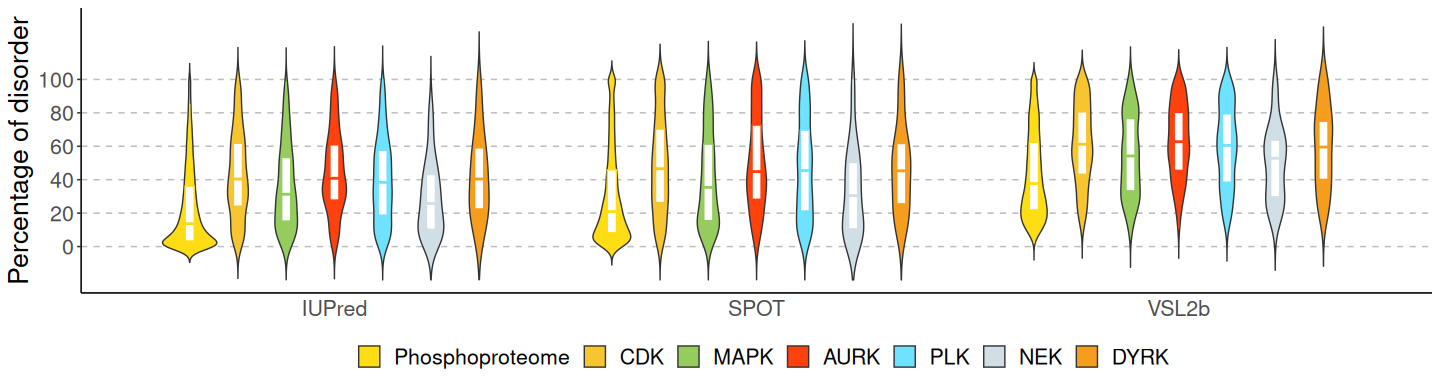 Percentage of disorder
100
80
60
40
20
0
IUPred SPOT VSL2b
Phosphoproteome CDK MAPK AURK PLK NEK DYRK